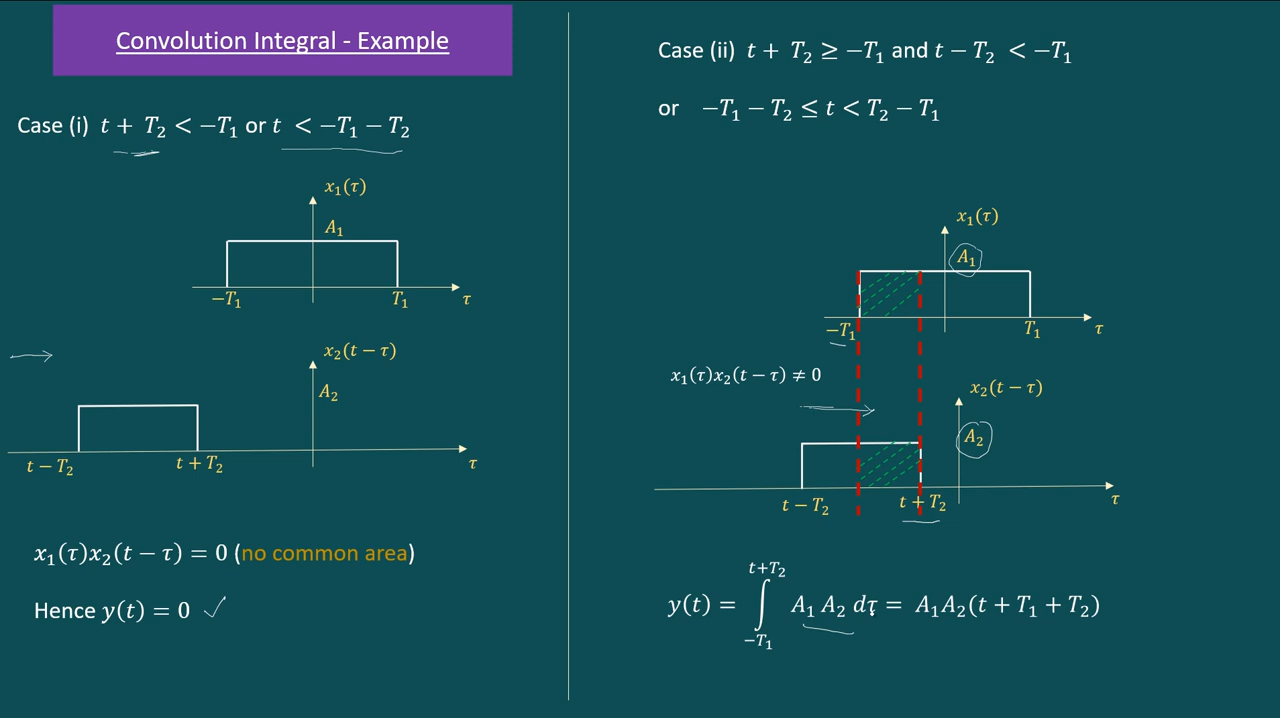 Convolution Integral - Example
Case (i) t + T₂ < −T₁ or t < −T₁ − T₂
x₁(τ)
A₁
−T₁ T₁ τ
x₂(t − τ)
A₂
t − T₂ t + T₂ τ
x₁(τ)x₂(t − τ) = 0 (no common area)
Hence y(t) = 0 ✓
Case (ii) t + T₂ ≥ −T₁ and t − T₂ < −T₁
or −T₁ − T₂ ≤ t < T₂ − T₁
x₁(τ)
A₁
−T₁ T₁ τ
x₁(τ)x₂(t − τ) ≠ 0
x₂(t − τ)
A₂
t − T₂ t + T₂ τ
y(t) = ∫_{−T₁}^{t+T₂} A₁ A₂ dτ = A₁A₂(t + T₁ + T₂)